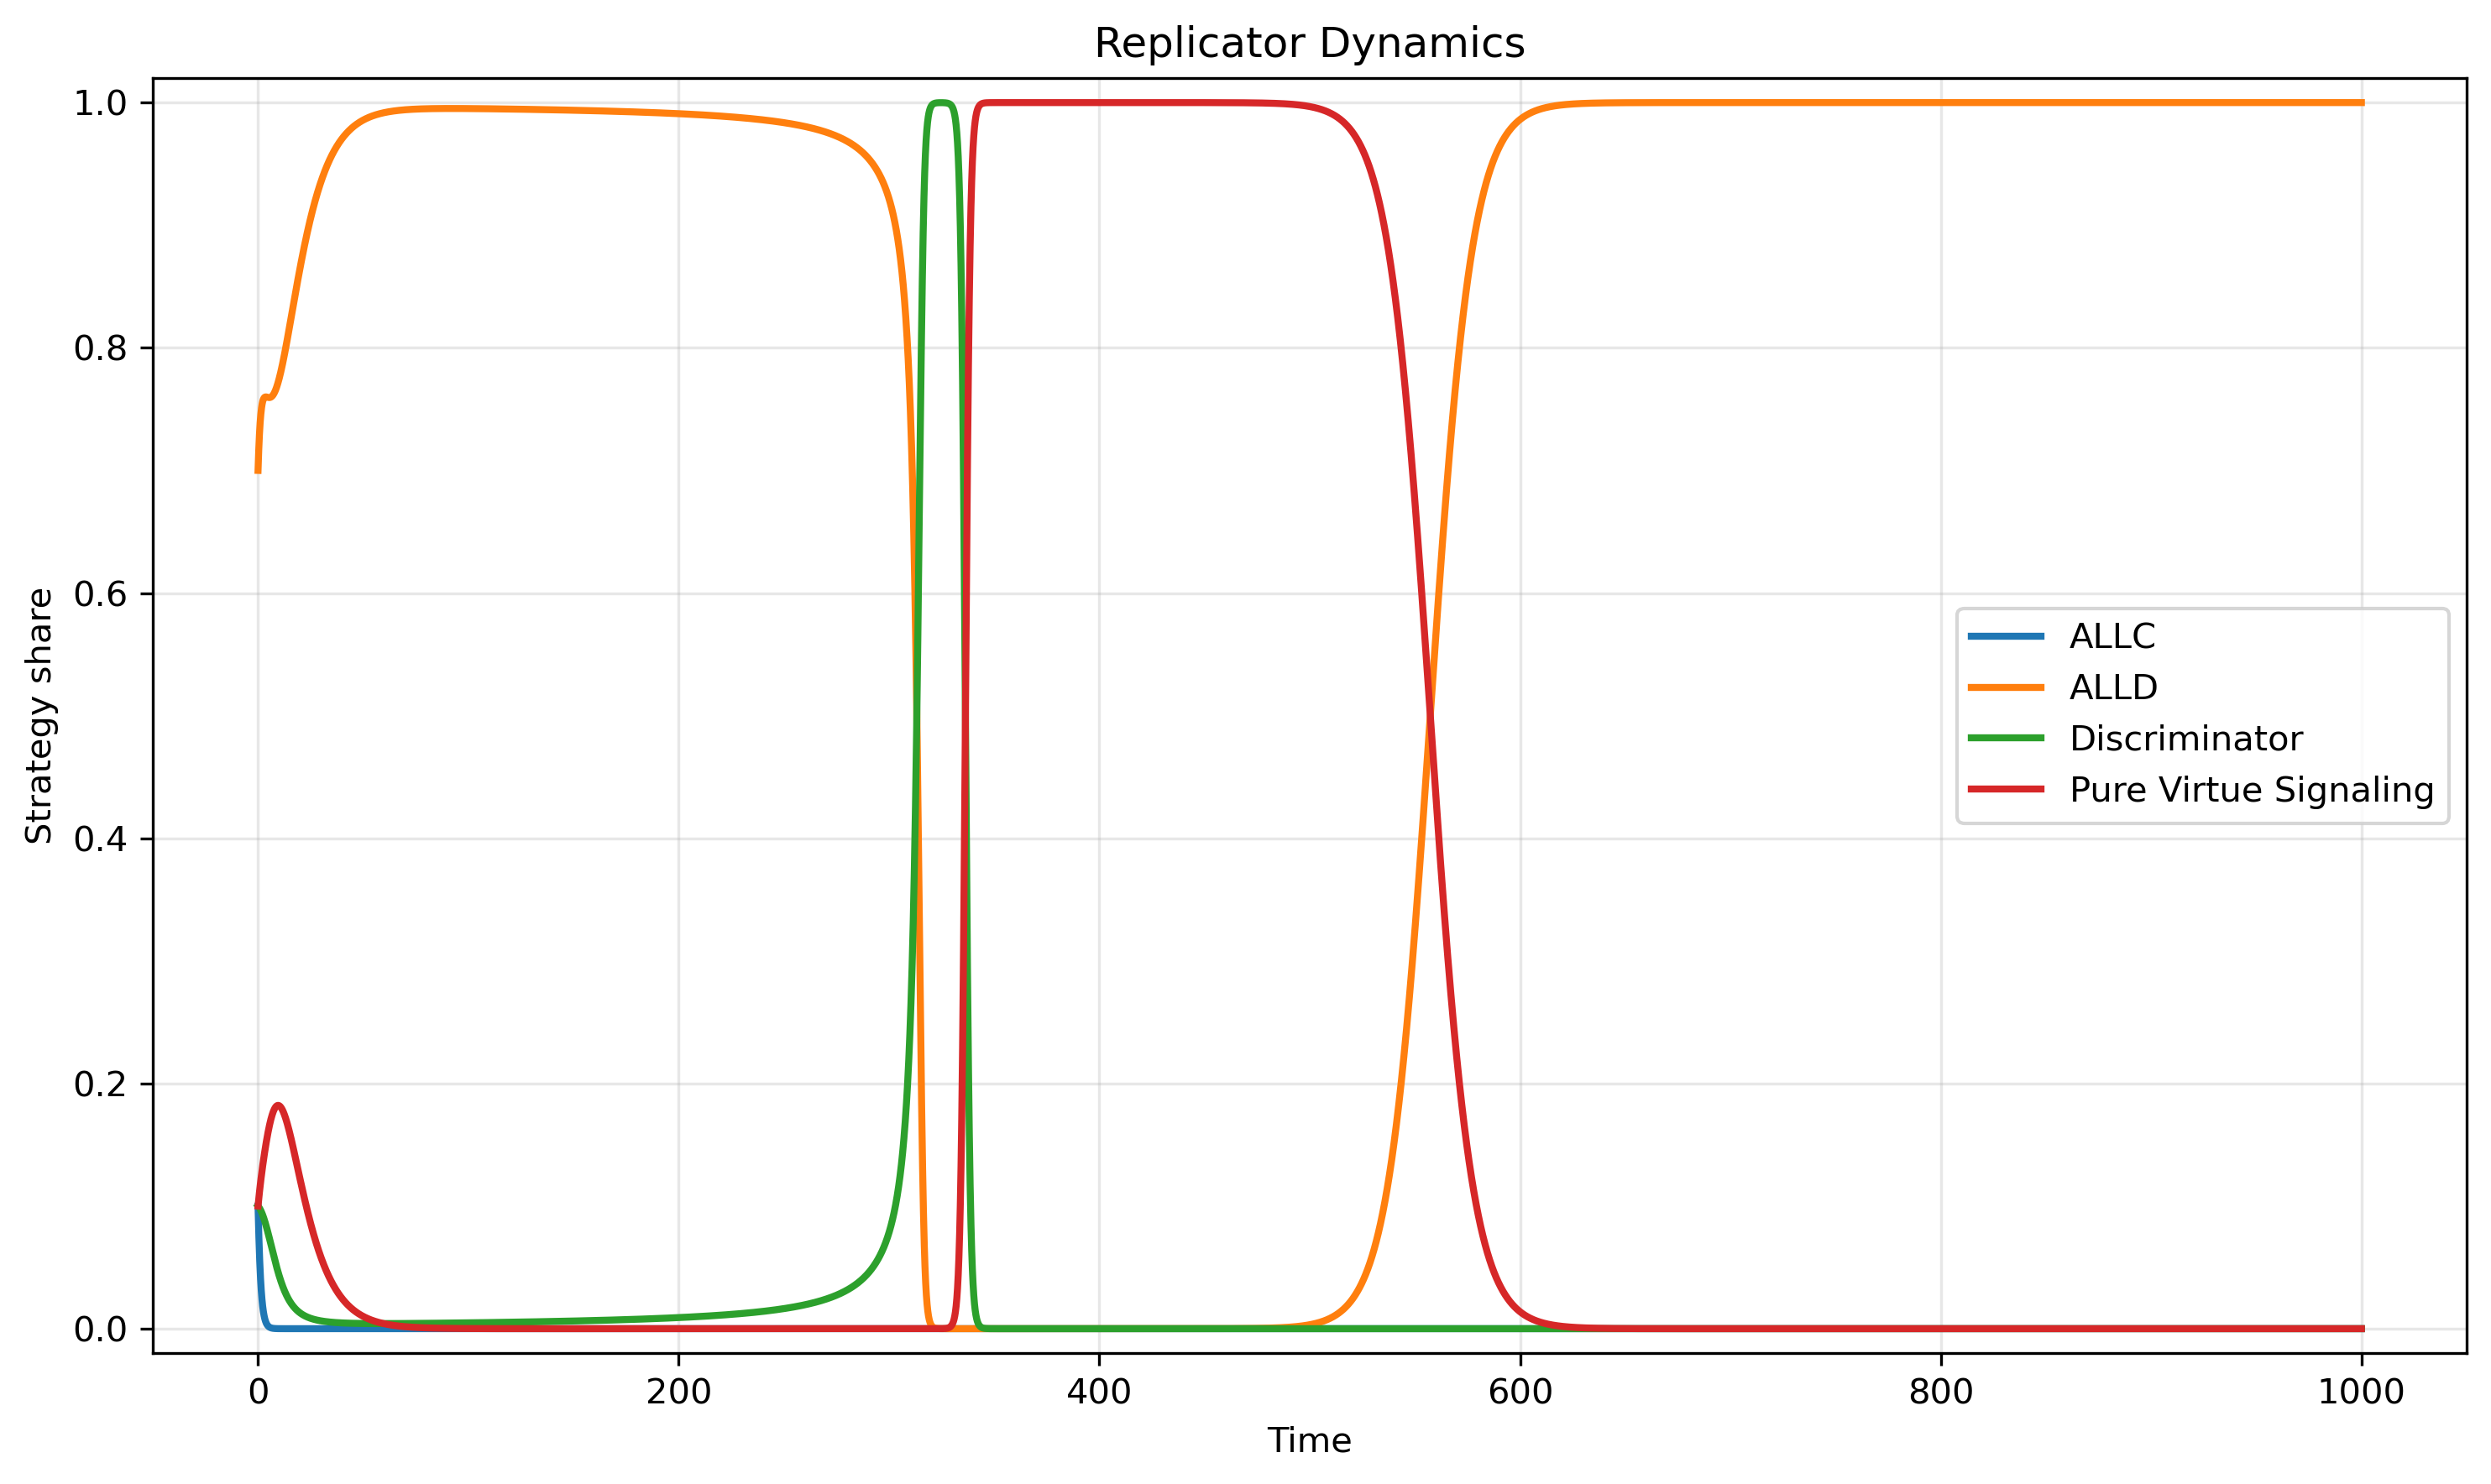 Replicator Dynamics
1.0
0.8
0.6
0.4
0.2
0.0
Strategy share
ALLC
ALLD
Discriminator
Pure Virtue Signaling
0 200 400 600 800 1000
Time